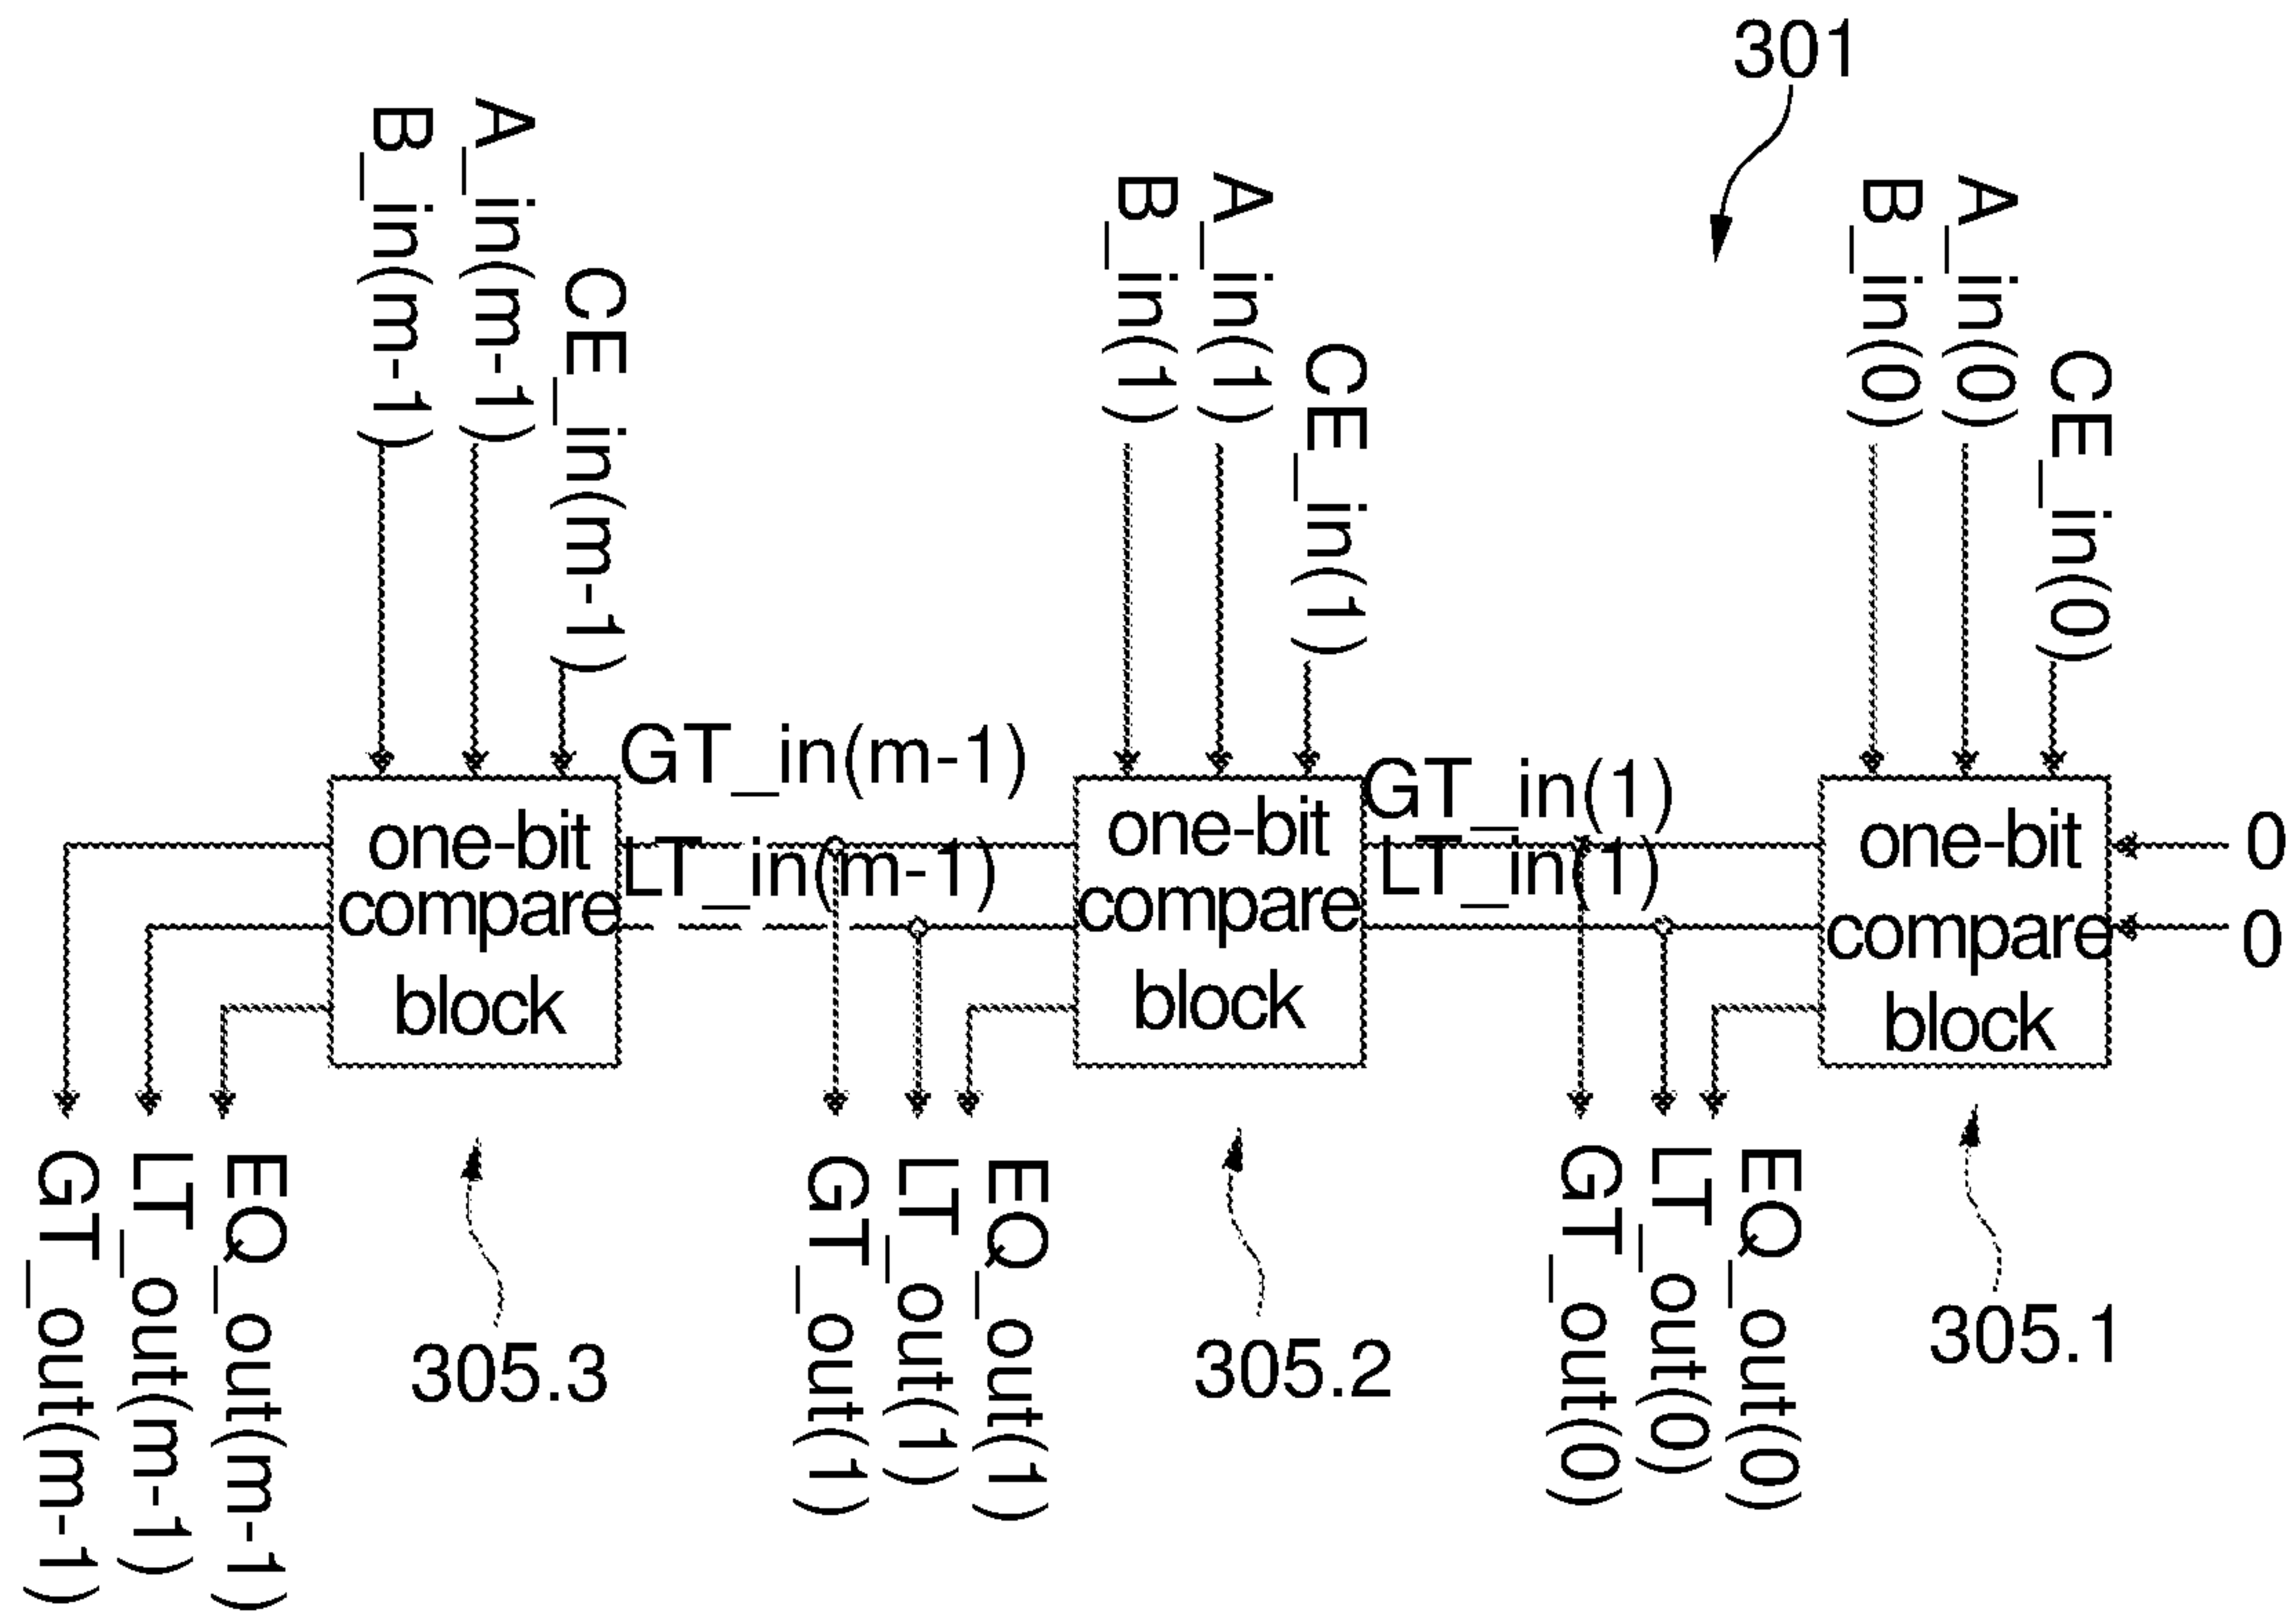 301
B_in(m-1)
A_in(m-1)
CE_in(m-1)
B_in(1)
A_in(1)
CE_in(1)
B_in(0)
A_in(0)
CE_in(0)
GT_in(m-1)
LT_in(m-1)
GT_in(1)
LT_in(1)
one-bit
compare
block
one-bit
compare
block
one-bit
compare
block
0
0
GT_out(m-1)
LT_out(m-1)
EQ_out(m-1)
305.3
GT_out(1)
LT_out(1)
EQ_out(1)
305.2
GT_out(0)
LT_out(0)
EQ_out(0)
305.1